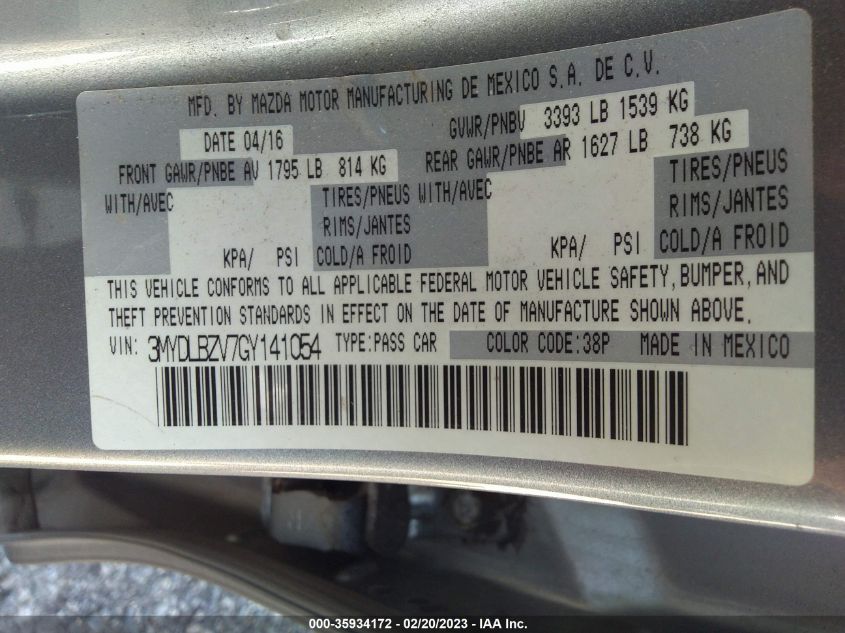 MFD. BY MAZDA MOTOR MANUFACTURING DE MEXICO S.A. DE C.V.
DATE 04/16 GVWR/PNBV 3393 LB 1539 KG
FRONT GAWR/PNBE AV 1795 LB 814 KG REAR GAWR/PNBE AR 1627 LB 738 KG
WITH/AVEC TIRES/PNEUS WITH/AVEC TIRES/PNEUS
RIMS/JANTES RIMS/JANTES
KPA/ PSI COLD/A FROID KPA/ PSI COLD/A FROID
THIS VEHICLE CONFORMS TO ALL APPLICABLE FEDERAL MOTOR VEHICLE SAFETY, BUMPER, AND
THEFT PREVENTION STANDARDS IN EFFECT ON THE DATE OF MANUFACTURE SHOWN ABOVE.
VIN: 3MYDLBZV7GY141054 TYPE:PASS CAR COLOR CODE:38P MADE IN MEXICO
000-35934172 — 02/20/2023 — IAA Inc.